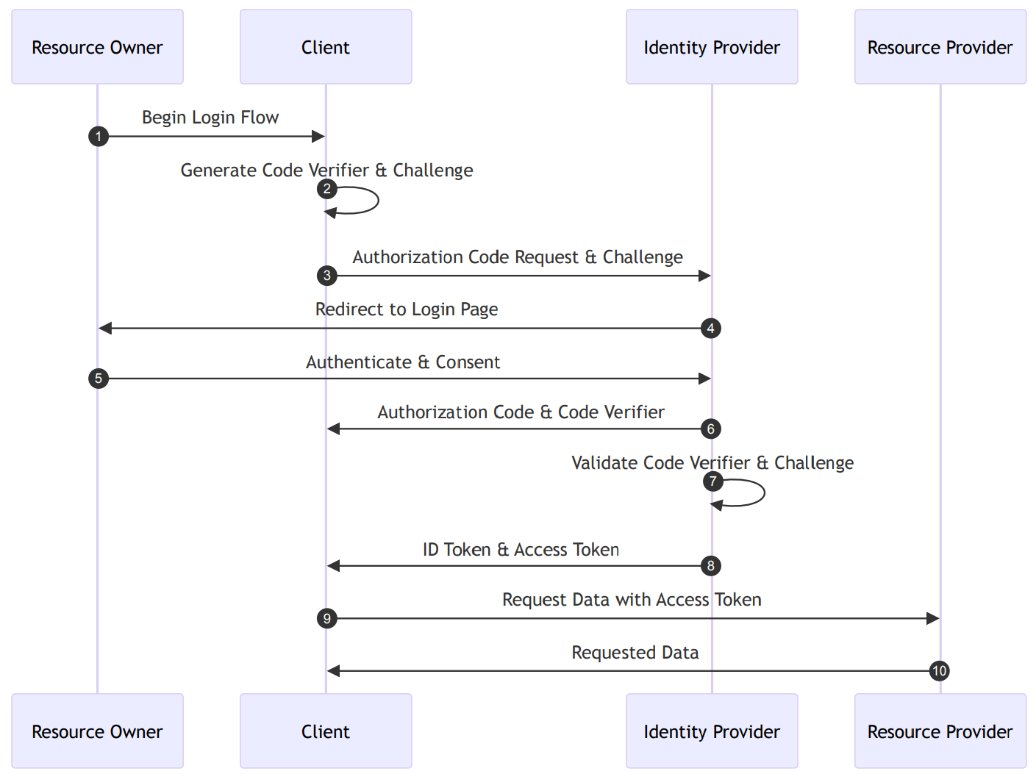 Resource Owner
Client
Identity Provider
Resource Provider
1
Begin Login Flow
Generate Code Verifier & Challenge
2
Authorization Code Request & Challenge
3
Redirect to Login Page
4
Authenticate & Consent
5
Authorization Code & Code Verifier
6
Validate Code Verifier & Challenge
7
ID Token & Access Token
8
Request Data with Access Token
9
Requested Data
10
Resource Owner
Client
Identity Provider
Resource Provider